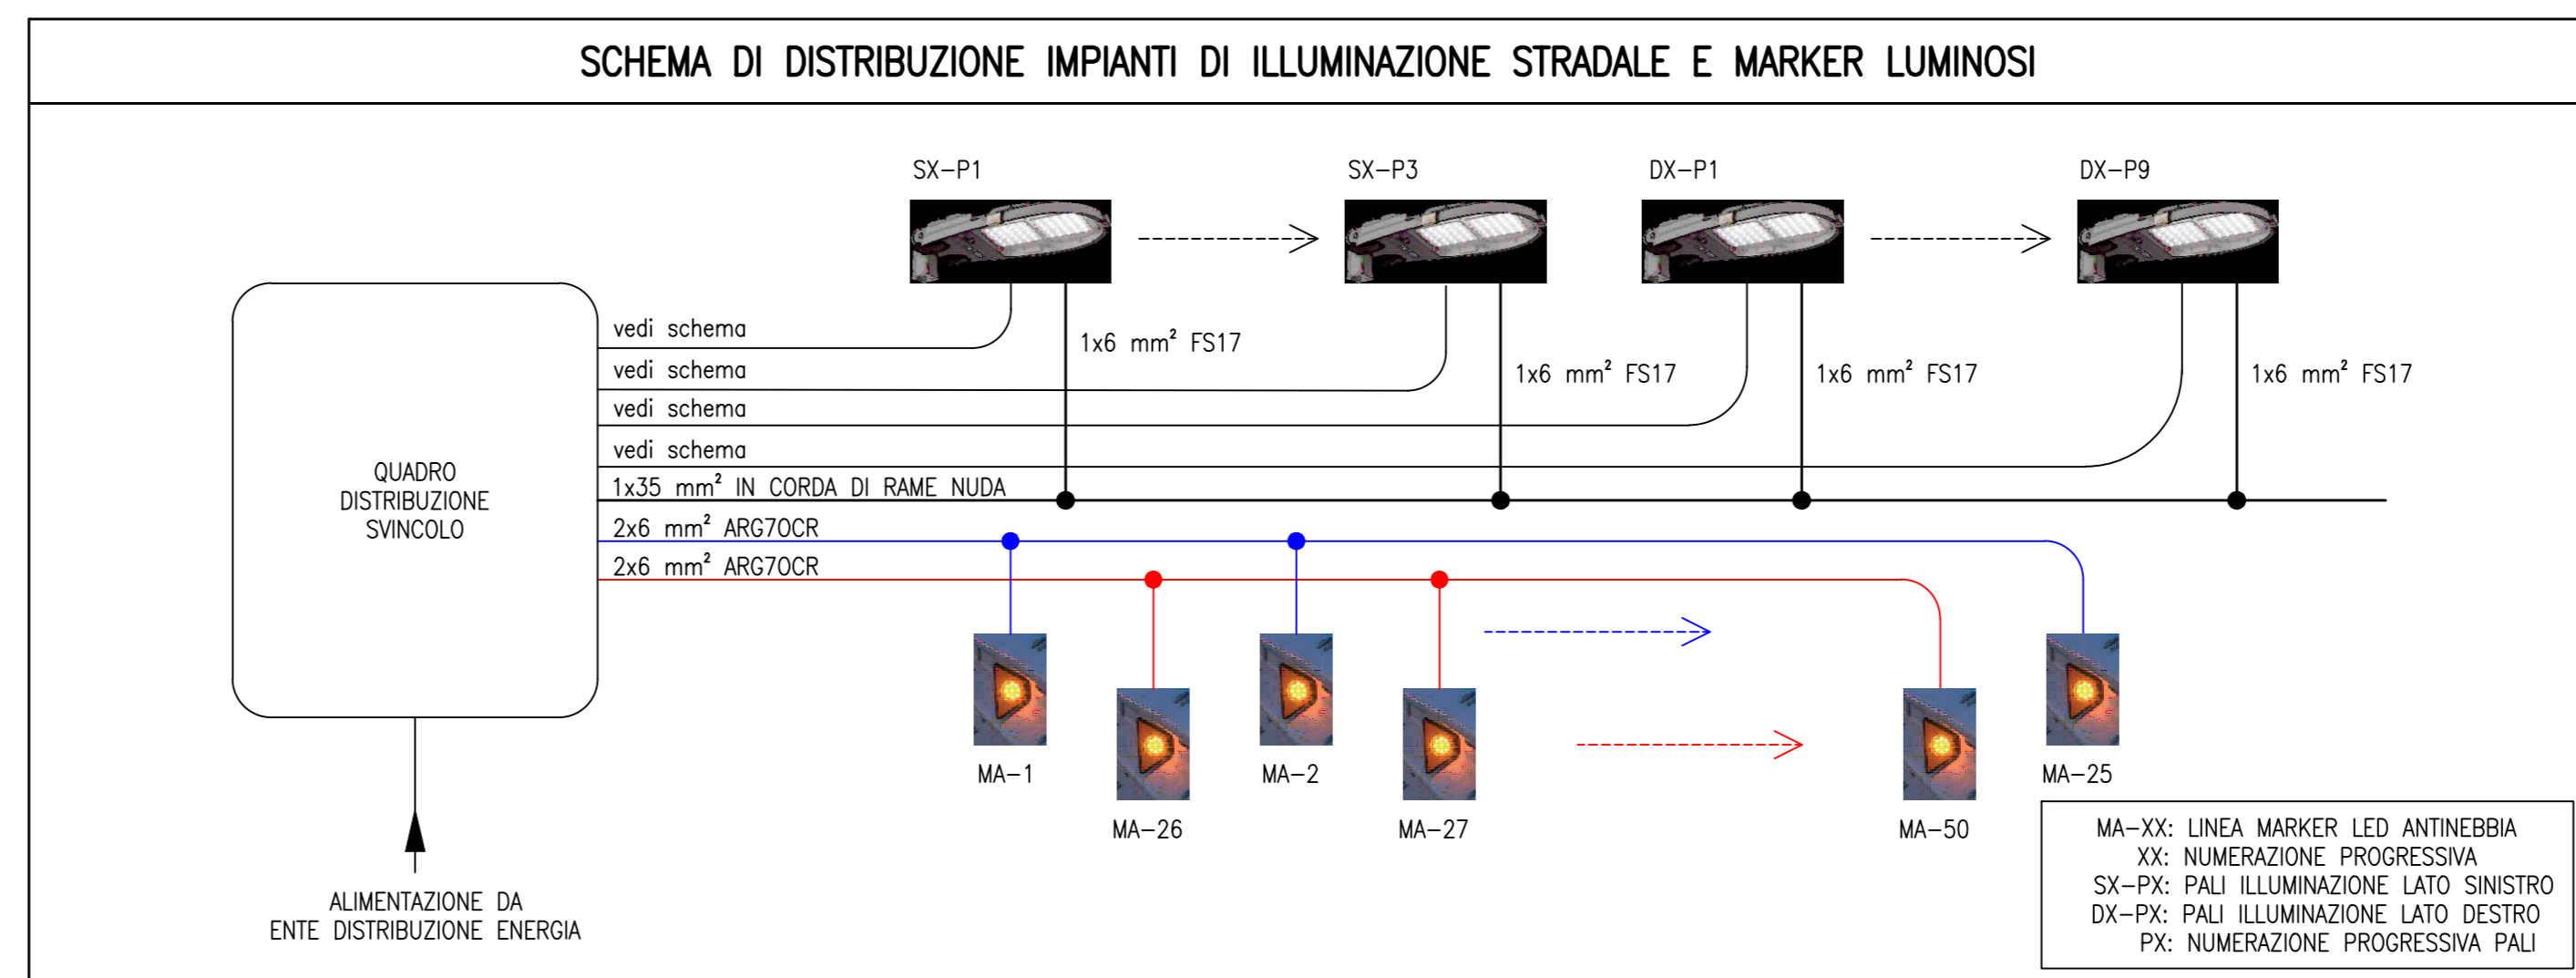 SCHEMA DI DISTRIBUZIONE IMPIANTI DI ILLUMINAZIONE STRADALE E MARKER LUMINOSI
SX-P1
SX-P3
DX-P1
DX-P9
vedi schema
1x6 mm² FS17
vedi schema
1x6 mm² FS17
1x6 mm² FS17
1x6 mm² FS17
vedi schema
vedi schema
QUADRO
DISTRIBUZIONE
SVINCOLO
1x35 mm² IN CORDA DI RAME NUDA
2x6 mm² ARG7OCR
2x6 mm² ARG7OCR
MA-1
MA-2
MA-25
MA-26
MA-27
MA-50
ALIMENTAZIONE DA
ENTE DISTRIBUZIONE ENERGIA
MA-XX: LINEA MARKER LED ANTINEBBIA
XX: NUMERAZIONE PROGRESSIVA
SX-PX: PALI ILLUMINAZIONE LATO SINISTRO
DX-PX: PALI ILLUMINAZIONE LATO DESTRO
PX: NUMERAZIONE PROGRESSIVA PALI